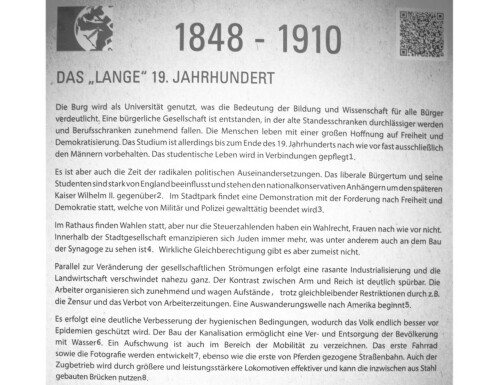 1848 - 1910
DAS „LANGE" 19. JAHRHUNDERT
Die Burg wird als Universität genutzt, was die Bedeutung der Bildung und Wissenschaft für alle Bürger
verdeutlicht. Eine bürgerliche Gesellschaft ist entstanden, in der alte Standesschranken durchlässiger werden
und Berufsschranken zunehmend fallen. Die Menschen leben mit einer großen Hoffnung auf Freiheit und
Demokratisierung. Das Studium ist allerdings bis zum Ende des 19. Jahrhunderts nach wie vor fast ausschließlich
den Männern vorbehalten. Das studentische Leben wird in Verbindungen gepflegt1.
Es ist aber auch die Zeit der radikalen politischen Auseinandersetzungen. Das liberale Bürgertum und seine
Studenten sind stark von England beeinflusst und stehen den nationalkonservativen Anhängern um den späteren
Kaiser Wilhelm II. gegenüber2. Im Stadtpark findet eine Demonstration mit der Forderung nach Freiheit und
Demokratie statt, welche von Militär und Polizei gewalttätig beendet wird3.
Im Rathaus finden Wahlen statt, aber nur die Steuerzahlenden haben ein Wahlrecht, Frauen nach wie vor nicht.
Innerhalb der Stadtgesellschaft emanzipieren sich Juden immer mehr, was unter anderem auch an dem Bau
der Synagoge zu sehen ist4. Wirkliche Gleichberechtigung gibt es aber zumeist nicht.
Parallel zur Veränderung der gesellschaftlichen Strömungen erfolgt eine rasante Industrialisierung und die
Landwirtschaft verschwindet nahezu ganz. Der Kontrast zwischen Arm und Reich ist deutlich spürbar. Die
Arbeiter organisieren sich zunehmend und wagen Aufstände, trotz gleichbleibender Restriktionen durch z.B.
die Zensur und das Verbot von Arbeiterzeitungen. Eine Auswanderungswelle nach Amerika beginnt5.
Es erfolgt eine deutliche Verbesserung der hygienischen Bedingungen, wodurch das Volk endlich besser vor
Epidemien geschützt wird. Der Bau der Kanalisation ermöglicht eine Ver- und Entsorgung der Bevölkerung
mit Wasser6. Ein Aufschwung ist auch im Bereich der Mobilität zu verzeichnen. Das erste Fahrrad
sowie die Fotografie werden entwickelt7, ebenso wie die erste von Pferden gezogene Straßenbahn. Auch der
Zugbetrieb wird durch größere und leistungsstärkere Lokomotiven effektiver und kann die inzwischen aus Stahl
gebauten Brücken nutzen8.